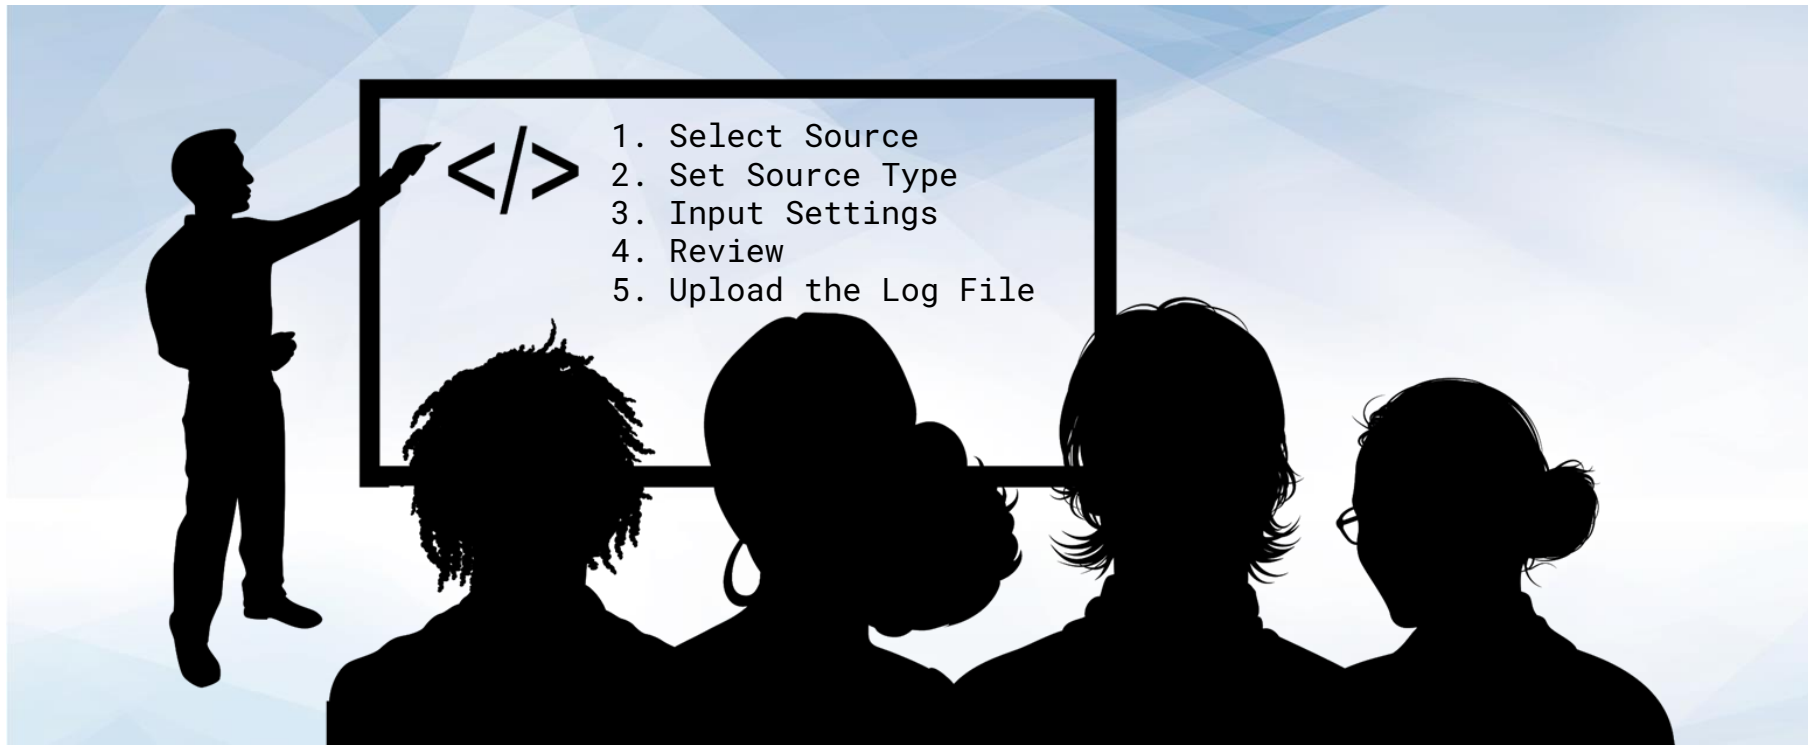 </>
1. Select Source
2. Set Source Type
3. Input Settings
4. Review
5. Upload the Log File